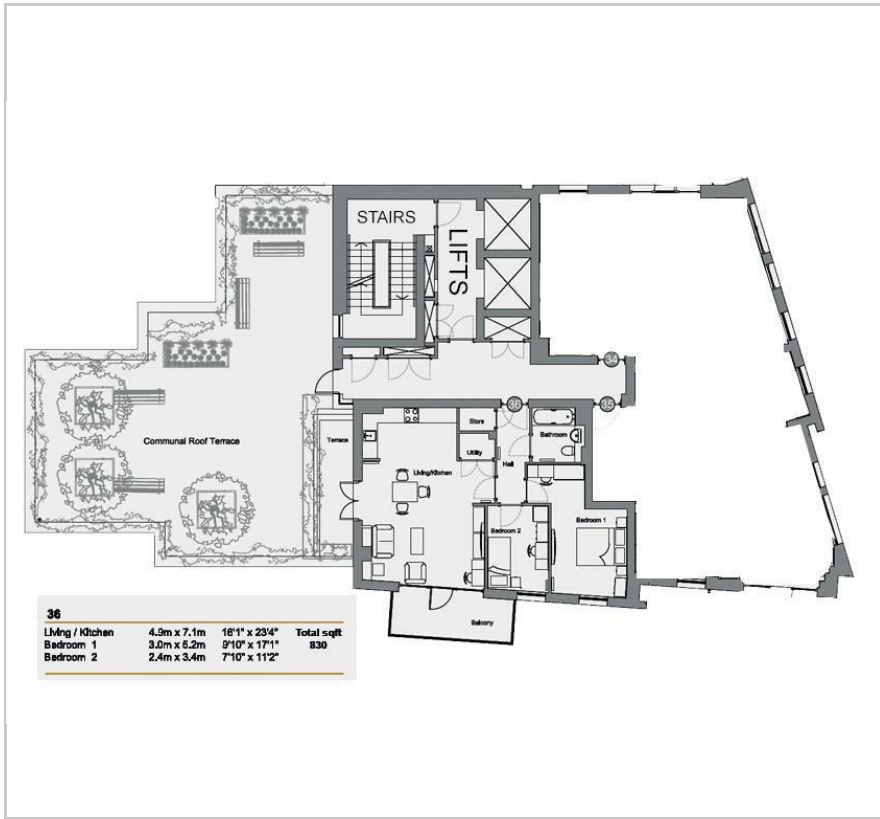 STAIRS
LIFTS
34
36
35
Store
Bathroom
Communal Roof Terrace
Terrace
Utility
Living/Kitchen
Hall
Bedroom 1
Bedroom 2
Balcony
36
Living / Kitchen 4.9m x 7.1m 16'1" x 23'4" Total sqft
Bedroom 1 3.0m x 5.2m 9'10" x 17'1" 830
Bedroom 2 2.4m x 3.4m 7'10" x 11'2"